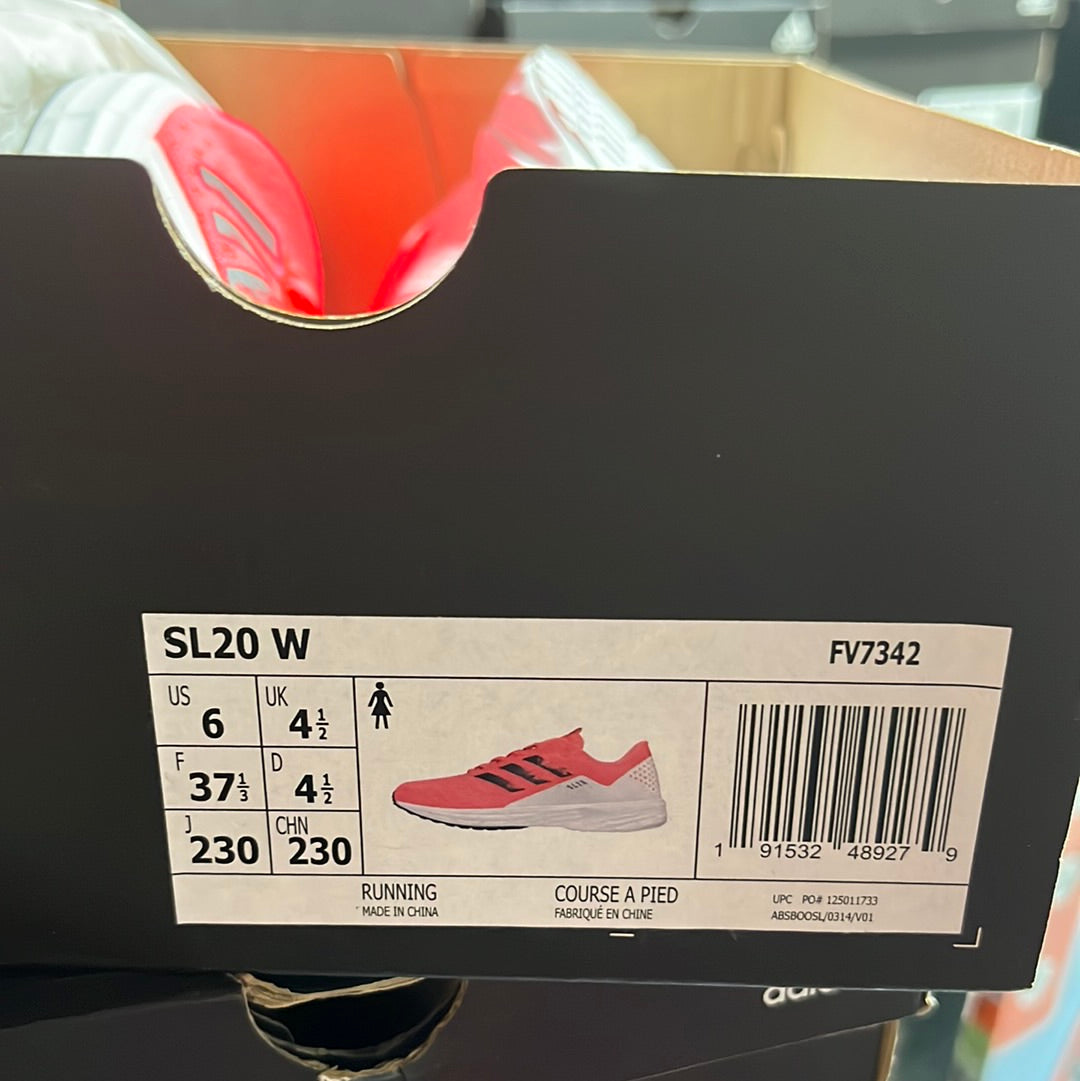 SL20 W
FV7342
US
6
UK
4½
F
37⅓
D
4½
J
230
CHN
230
1 91532 48927 9
RUNNING
MADE IN CHINA
COURSE A PIED
FABRIQUÉ EN CHINE
UPC PO# 125011733
ABSBOOSL/0314/V01